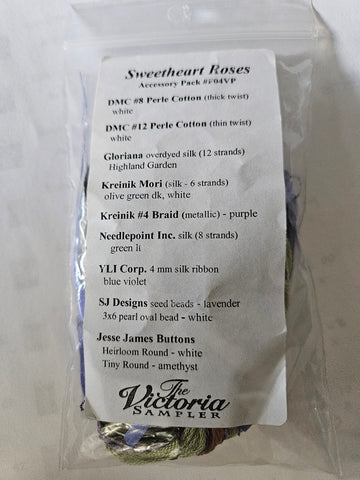 Sweetheart Roses
Accessory Pack #F04VP
DMC #8 Perle Cotton (thick twist)
white
DMC #12 Perle Cotton (thin twist)
white
Gloriana overdyed silk (12 strands)
Highland Garden
Kreinik Mori (silk - 6 strands)
olive green dk, white
Kreinik #4 Braid (metallic) - purple
Needlepoint Inc. silk (8 strands)
green li
YLI Corp. 4 mm silk ribbon
blue violet
SJ Designs seed beads - lavender
3x6 pearl oval bead - white
Jesse James Buttons
Heirloom Round - white
Tiny Round - amethyst
The
Victoria
SAMPLER